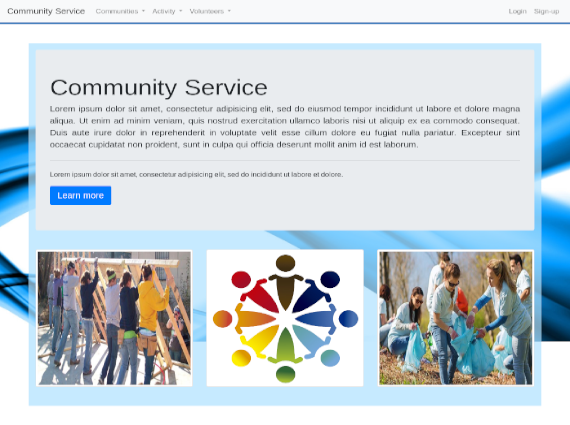 Community Service Communities Activity Volunteers Login Sign-up
Community Service
Lorem ipsum dolor sit amet, consectetur adipisicing elit, sed do eiusmod tempor incididunt ut labore et dolore magna
aliqua. Ut enim ad minim veniam, quis nostrud exercitation ullamco laboris nisi ut aliquip ex ea commodo consequat.
Duis aute irure dolor in reprehenderit in voluptate velit esse cillum dolore eu fugiat nulla pariatur. Excepteur sint
occaecat cupidatat non proident, sunt in culpa qui officia deserunt mollit anim id est laborum.
Lorem ipsum dolor sit amet, consectetur adipisicing elit, sed do incididunt ut labore et dolore.
Learn more